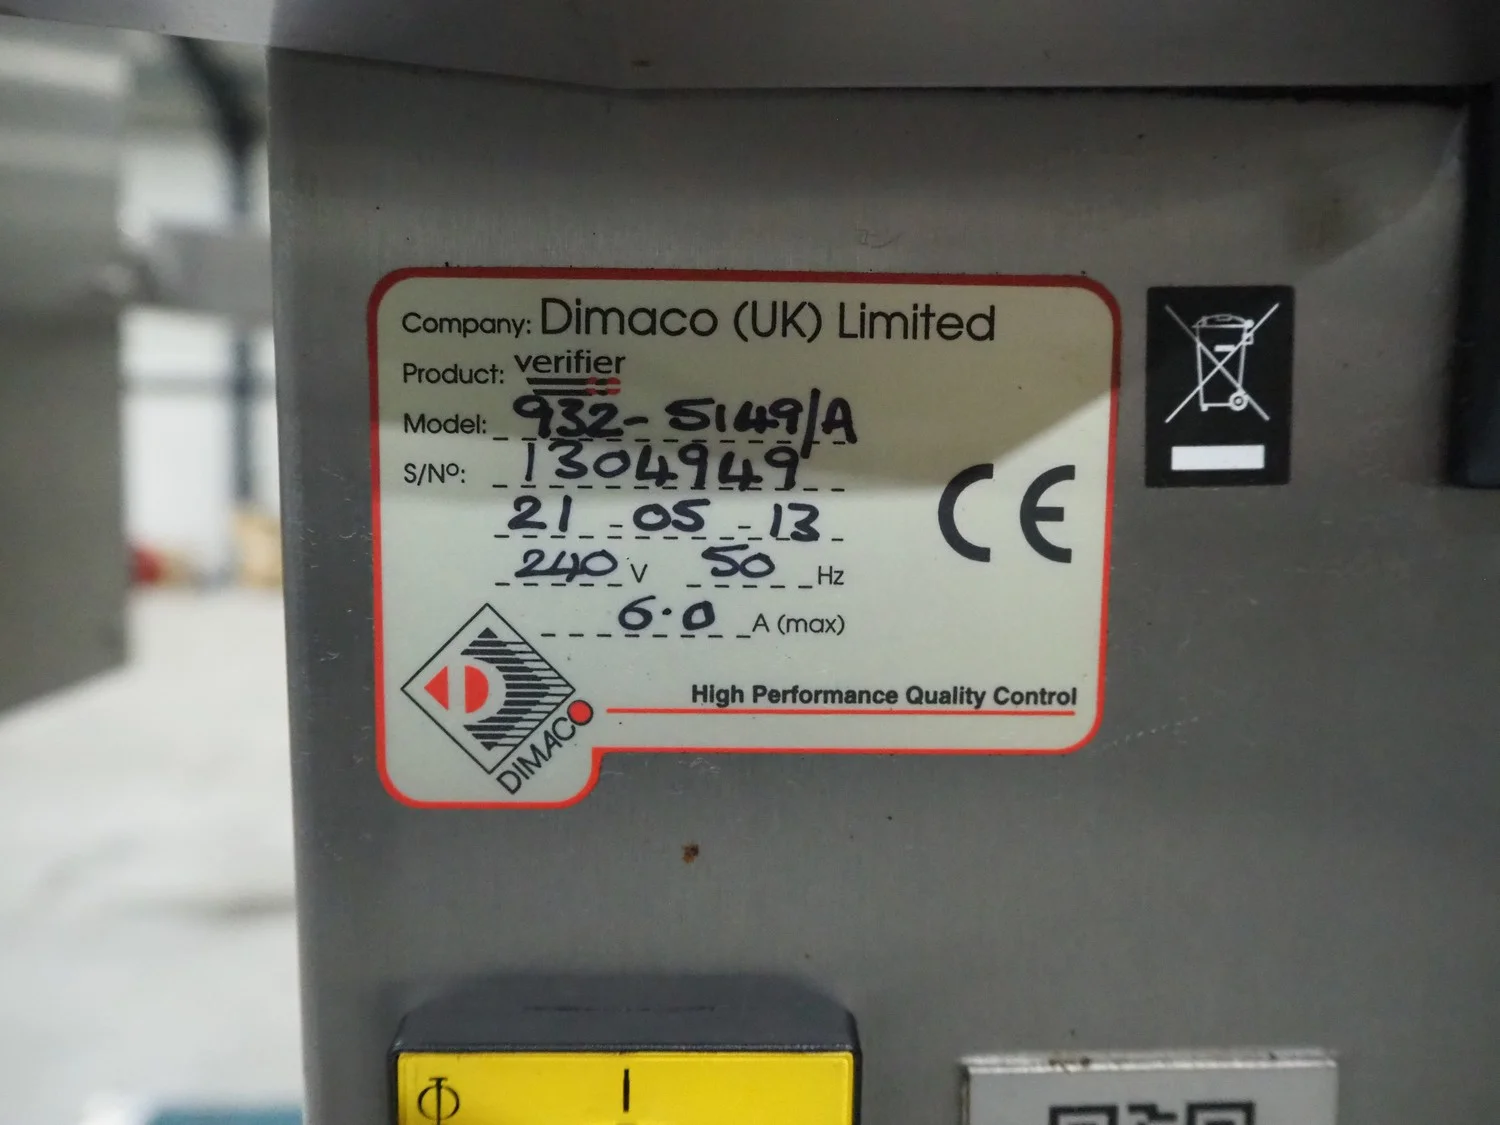 Company: Dimaco (UK) Limited
Product: verifier
Model: 932-5149/A
S/Nº: 1304949
21-05-13
240 V 50 Hz
6.0 A (max)
CE
High Performance Quality Control
DIMACO
I